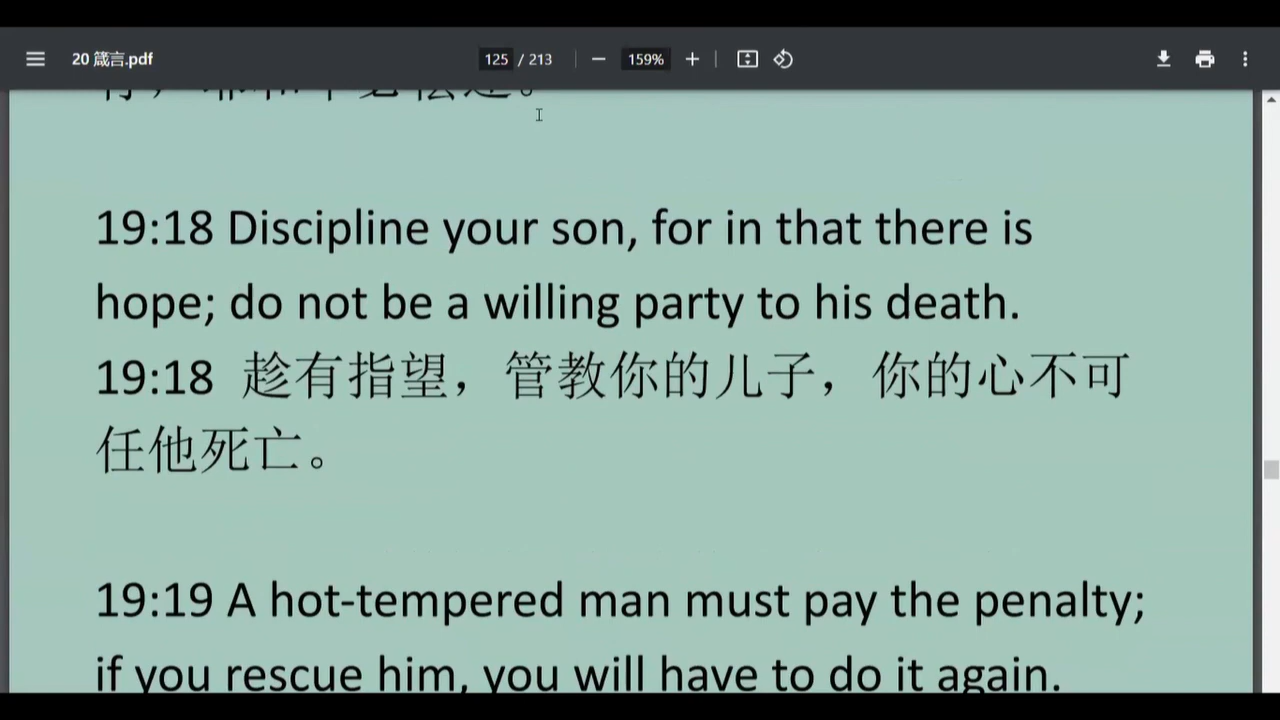 20 箴言.pdf
125 / 213
159%
19:18 Discipline your son, for in that there is
hope; do not be a willing party to his death.
19:18 趁有指望，管教你的儿子，你的心不可
任他死亡。
19:19 A hot-tempered man must pay the penalty;
if you rescue him, you will have to do it again.